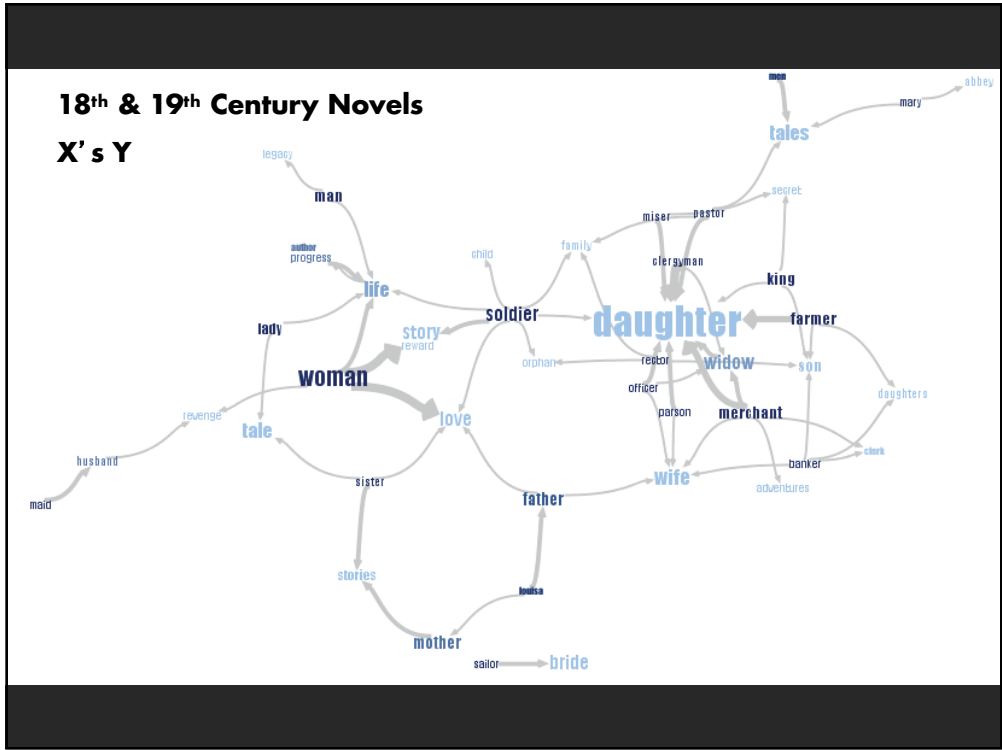 18th & 19th Century Novels
X's Y
men
abbey
mary
tales
legacy
man
secret
miser
pastor
author
progress
child
family
clergyman
king
life
soldier
daughter
farmer
lady
story
reward
orphan
rector
widow
son
woman
officer
daughters
revenge
love
parson
merchant
tale
clerk
husband
banker
sister
wife
adventures
maid
father
stories
louisa
mother
sailor
bride